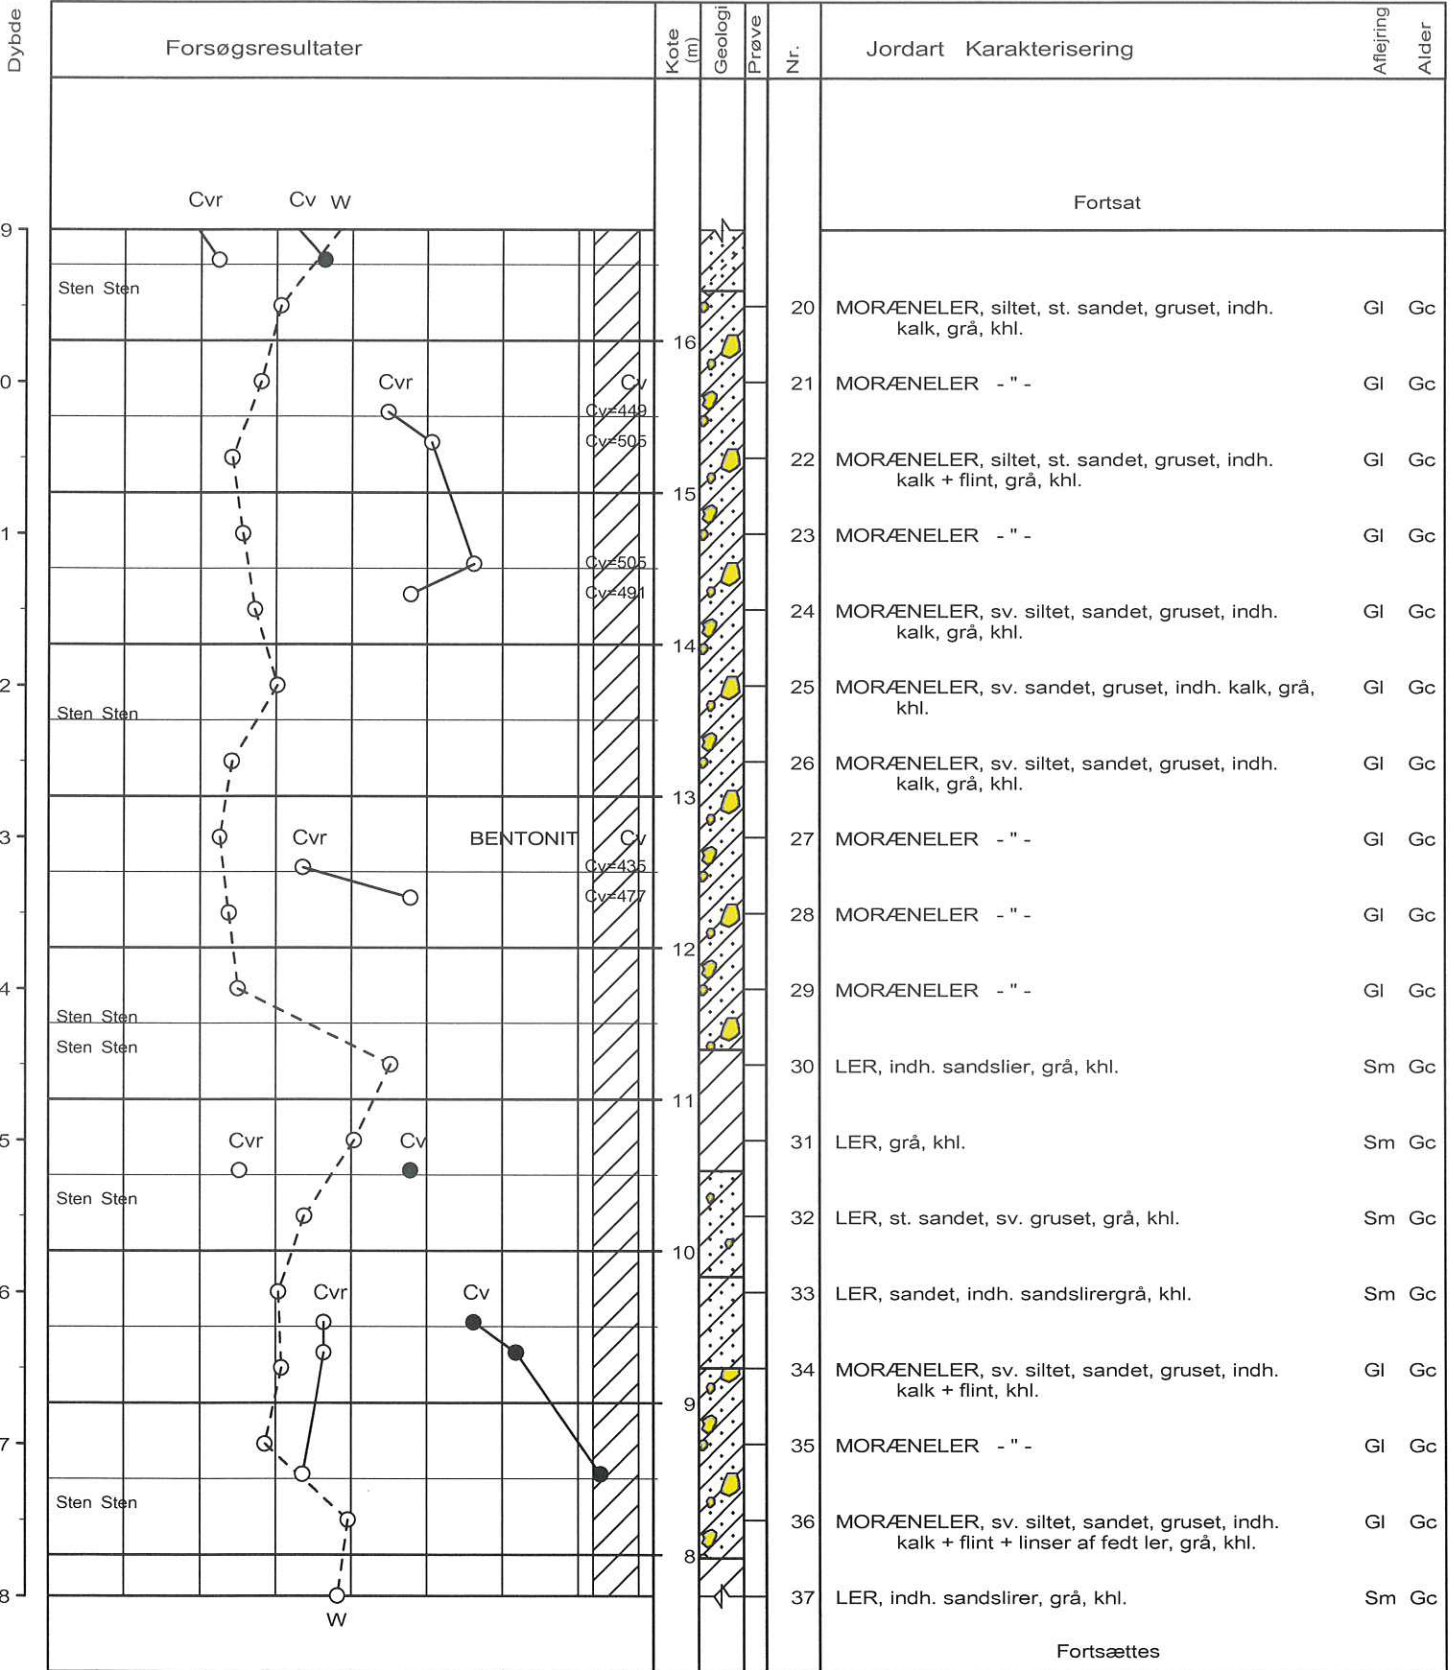 Dybde
Forsøgsresultater
Kote (m)
Geologi
Prøve
Nr.
Jordart Karakterisering
Aflejring
Alder
Cvr Cv W
Fortsat
9
Sten Sten
20 MORÆNELER, siltet, st. sandet, gruset, indh. Gl Gc
kalk, grå, khl.
16
0 Cvr Cv 21 MORÆNELER - " - Gl Gc
Cv=449
Cv=505
22 MORÆNELER, siltet, st. sandet, gruset, indh. Gl Gc
kalk + flint, grå, khl.
15
1 23 MORÆNELER - " - Gl Gc
Cv=505
Cv=491
24 MORÆNELER, sv. siltet, sandet, gruset, indh. Gl Gc
kalk, grå, khl.
14
2 25 MORÆNELER, sv. sandet, gruset, indh. kalk, grå, Gl Gc
khl.
Sten Sten
26 MORÆNELER, sv. siltet, sandet, gruset, indh. Gl Gc
kalk, grå, khl.
13
3 Cvr BENTONIT Cv 27 MORÆNELER - " - Gl Gc
Cv=435
Cv=477
28 MORÆNELER - " - Gl Gc
12
4 29 MORÆNELER - " - Gl Gc
Sten Sten
Sten Sten
30 LER, indh. sandslier, grå, khl. Sm Gc
11
5 Cvr Cv 31 LER, grå, khl. Sm Gc
Sten Sten
32 LER, st. sandet, sv. gruset, grå, khl. Sm Gc
10
6 Cvr Cv 33 LER, sandet, indh. sandslirergrå, khl. Sm Gc
34 MORÆNELER, sv. siltet, sandet, gruset, indh. Gl Gc
kalk + flint, khl.
9
7 35 MORÆNELER - " - Gl Gc
Sten Sten
36 MORÆNELER, sv. siltet, sandet, gruset, indh. Gl Gc
kalk + flint + linser af fedt ler, grå, khl.
8
8 37 LER, indh. sandslirer, grå, khl. Sm Gc
W
Fortsættes